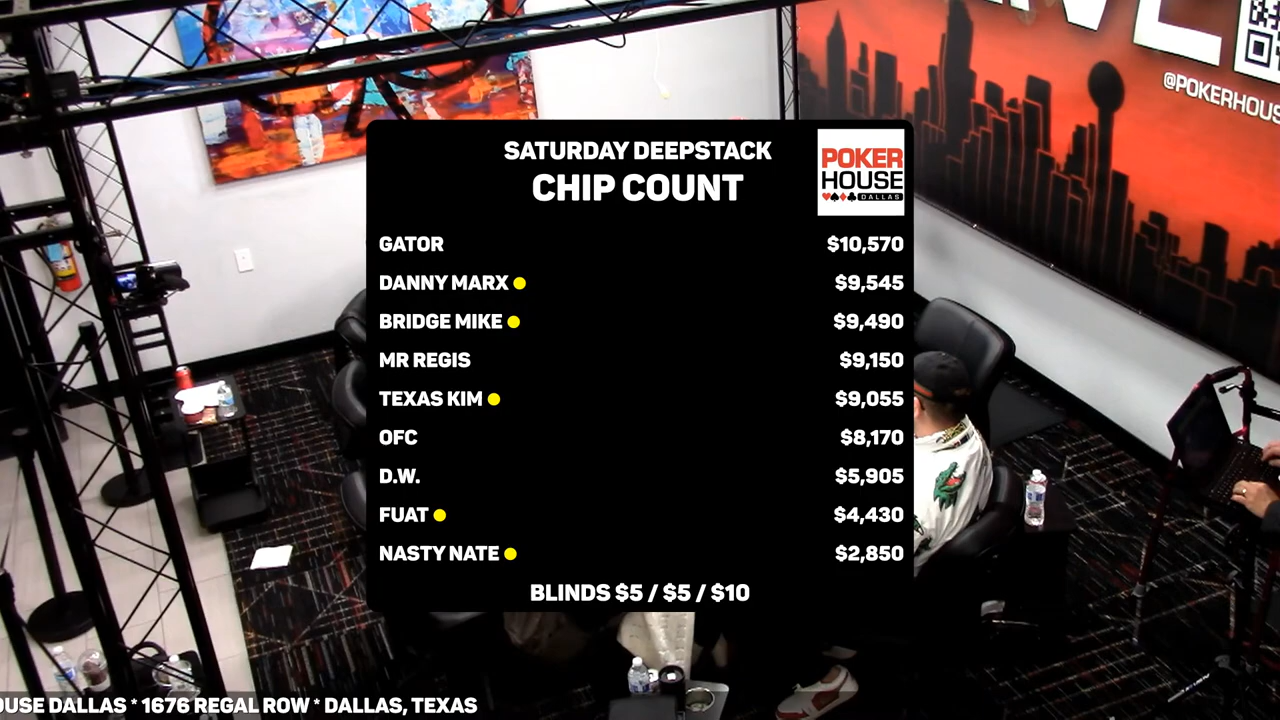 @POKERHOUS
SATURDAY DEEPSTACK
CHIP COUNT
POKER
HOUSE
DALLAS
GATOR $10,570
DANNY MARX $9,545
BRIDGE MIKE $9,490
MR REGIS $9,150
TEXAS KIM $9,055
OFC $8,170
D.W. $5,905
FUAT $4,430
NASTY NATE $2,850
BLINDS $5 / $5 / $10
OUSE DALLAS * 1676 REGAL ROW * DALLAS, TEXAS